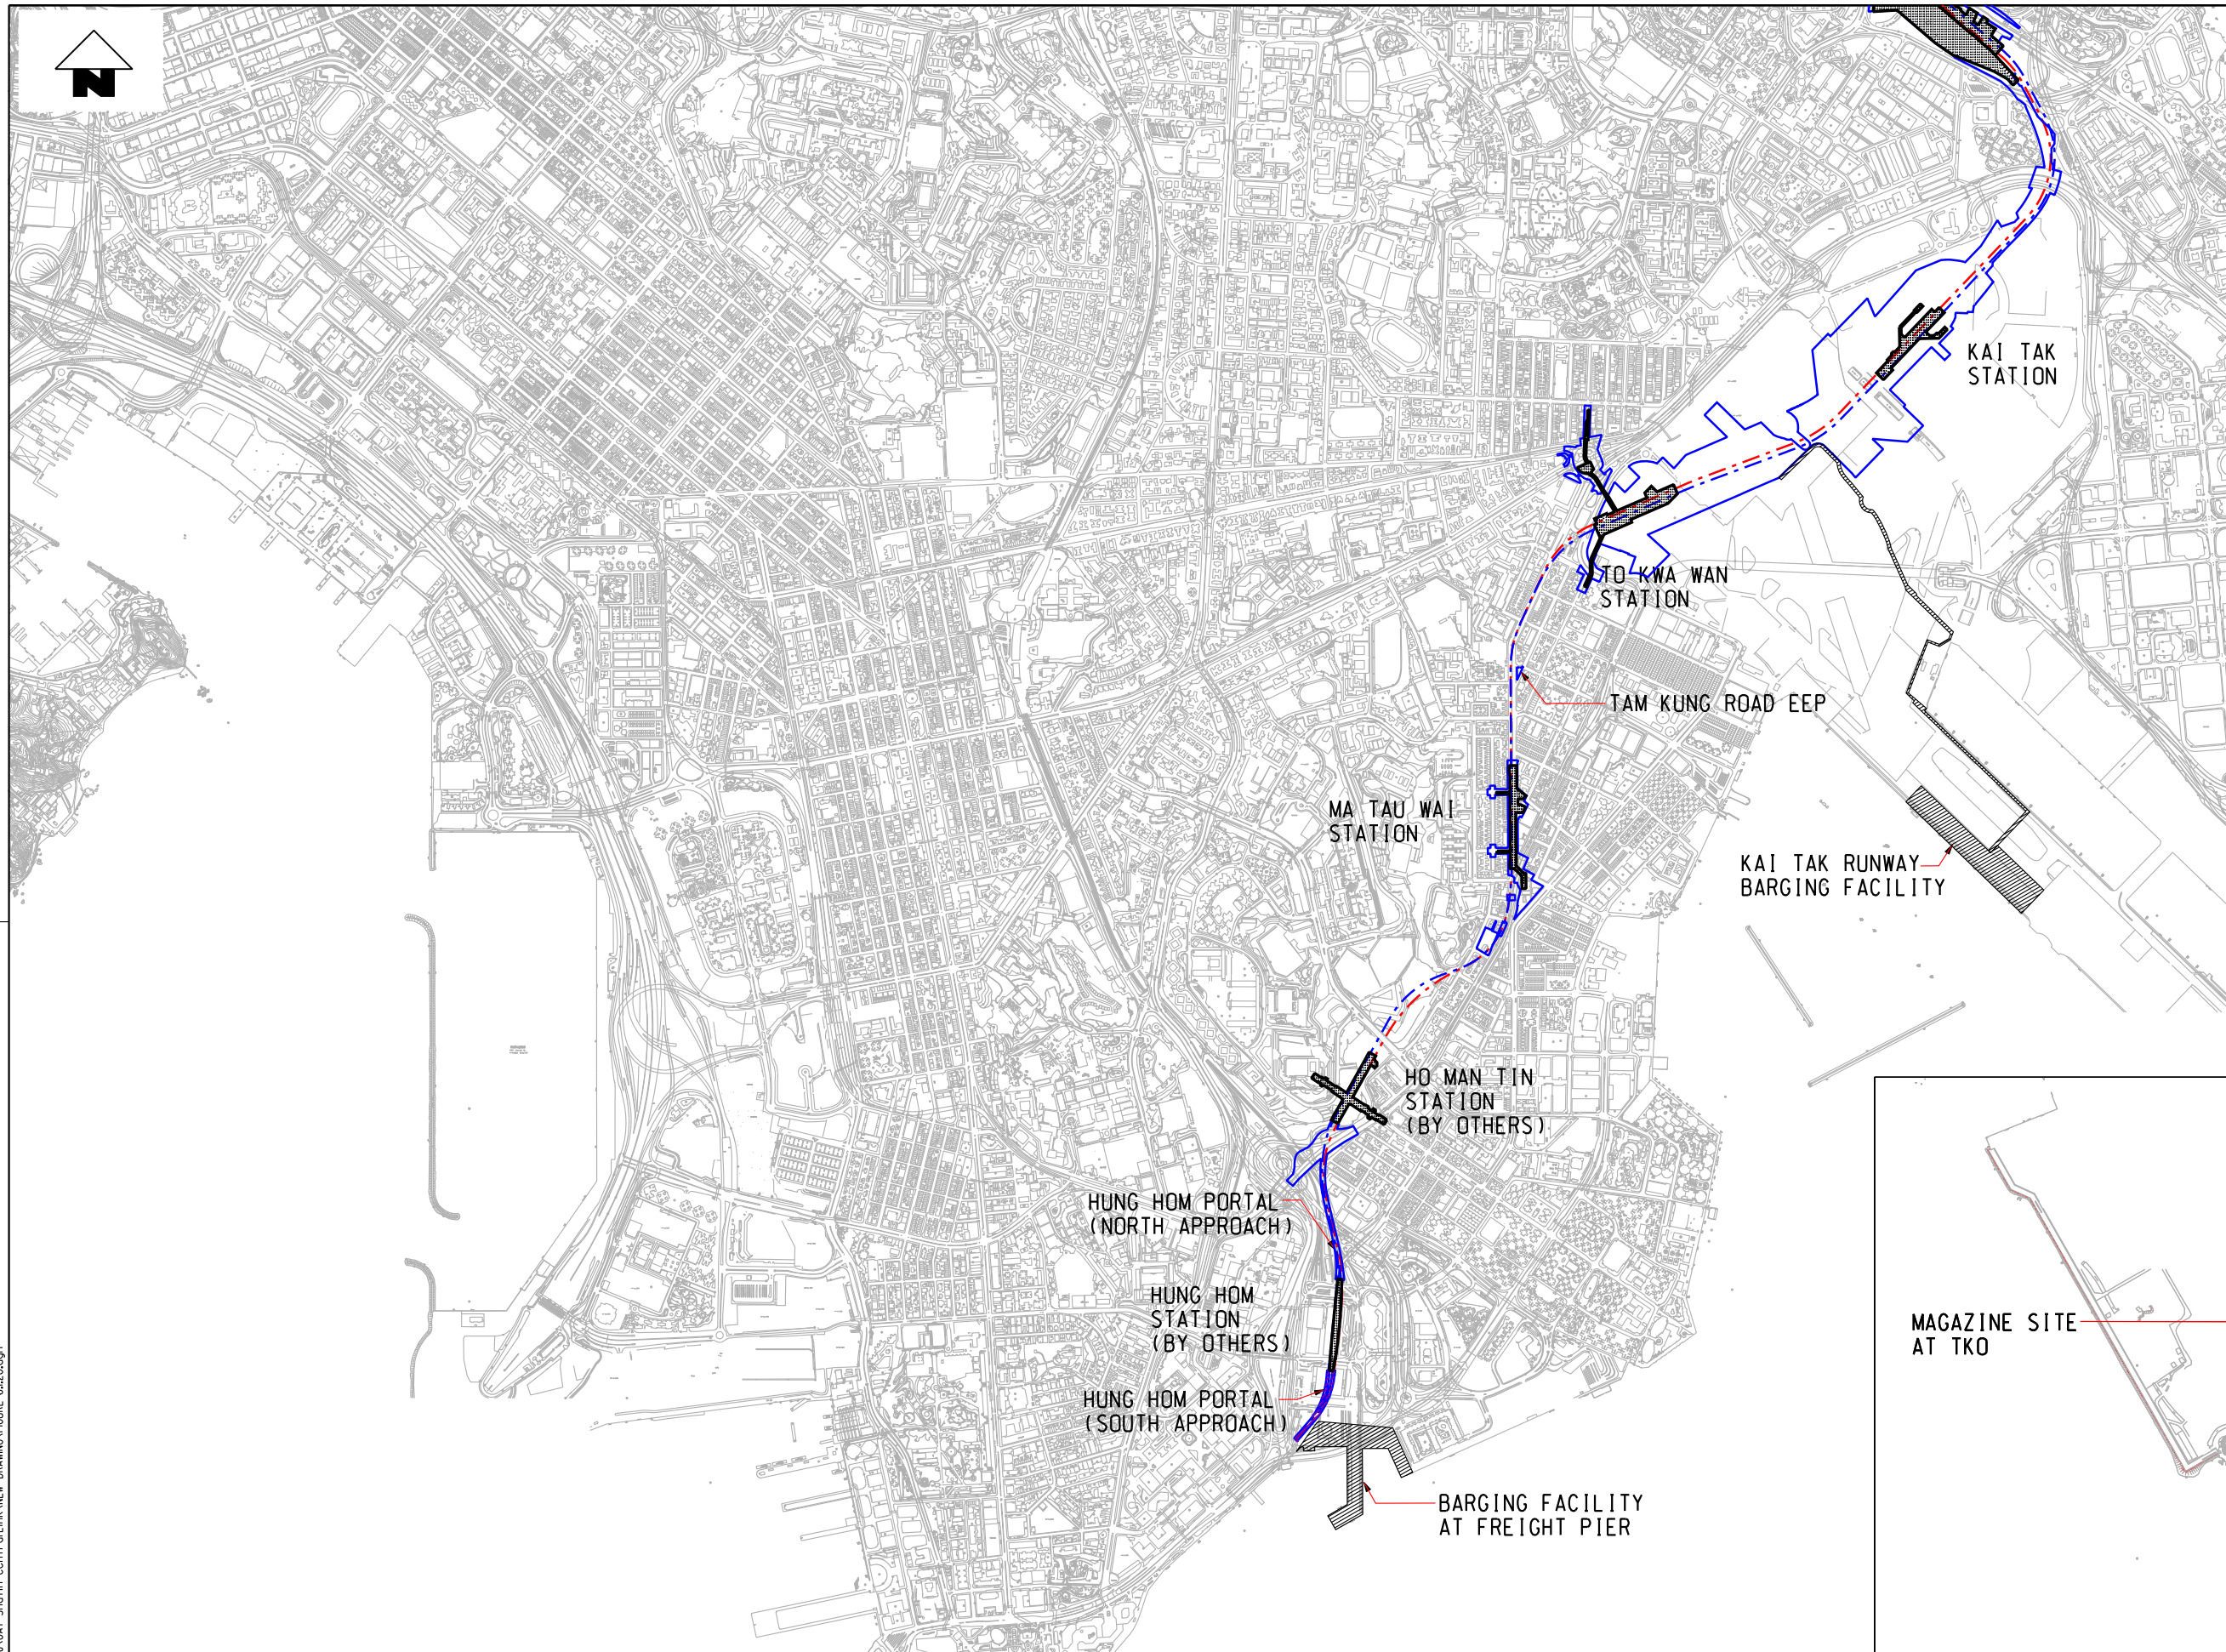 N
KAI TAK
STATION
TO KWA WAN
STATION
TAM KUNG ROAD EEP
MA TAU WAI
STATION
KAI TAK RUNWAY
BARGING FACILITY
HO MAN TIN
STATION
(BY OTHERS)
HUNG HOM PORTAL
(NORTH APPROACH)
HUNG HOM
STATION
(BY OTHERS)
MAGAZINE SITE
AT TKO
HUNG HOM PORTAL
(SOUTH APPROACH)
BARGING FACILITY
AT FREIGHT PIER